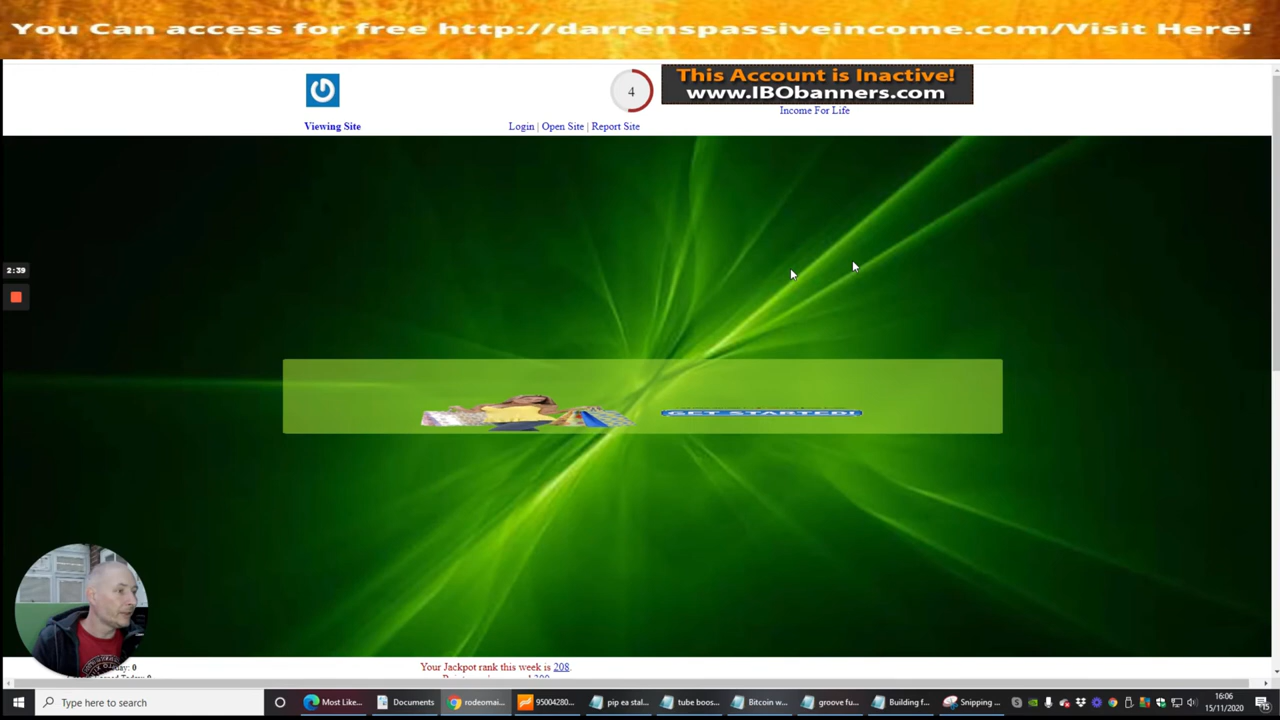 You Can access for free http://darrenspassiveincome.com/Visit Here!
4
This Account is Inactive!
www.IBObanners.com
Income For Life
Viewing Site
Login | Open Site | Report Site
2:39
GET STARTED!
Your Jackpot rank this week is 208.
Type here to search
Most Like...
Documents
rodeomai...
95004280...
pip ea stal...
tube boos...
Bitcoin w...
groove fu...
Building f...
Snipping ...
16:06
15/11/2020